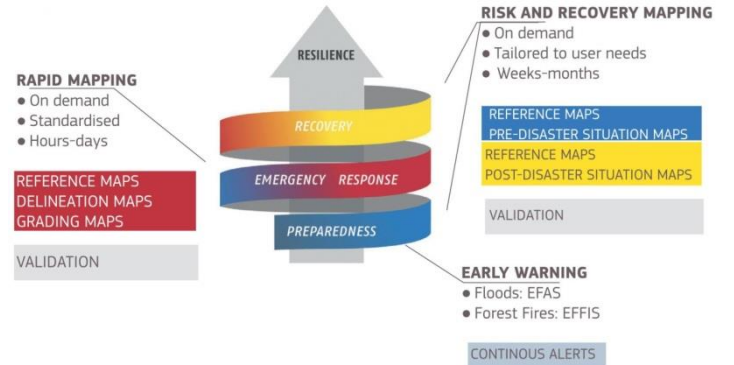 RISK AND RECOVERY MAPPING
● On demand
● Tailored to user needs
● Weeks-months
RESILIENCE
RAPID MAPPING
● On demand
● Standardised
● Hours-days
RECOVERY
REFERENCE MAPS
PRE-DISASTER SITUATION MAPS
REFERENCE MAPS
POST-DISASTER SITUATION MAPS
EMERGENCY RESPONSE
REFERENCE MAPS
DELINEATION MAPS
GRADING MAPS
VALIDATION
PREPAREDNESS
VALIDATION
EARLY WARNING
● Floods: EFAS
● Forest Fires: EFFIS
CONTINOUS ALERTS